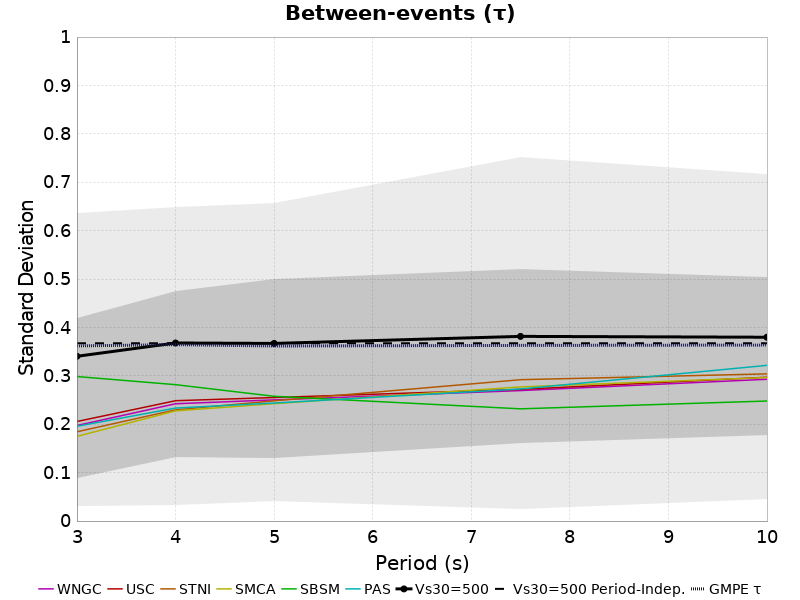 Between-events (τ)
1
0.9
0.8
0.7
0.6
0.5
0.4
0.3
0.2
0.1
0
Standard Deviation
3 4 5 6 7 8 9 10
Period (s)
WNGC USC STNI SMCA SBSM PAS Vs30=500 Vs30=500 Period-Indep. GMPE τ